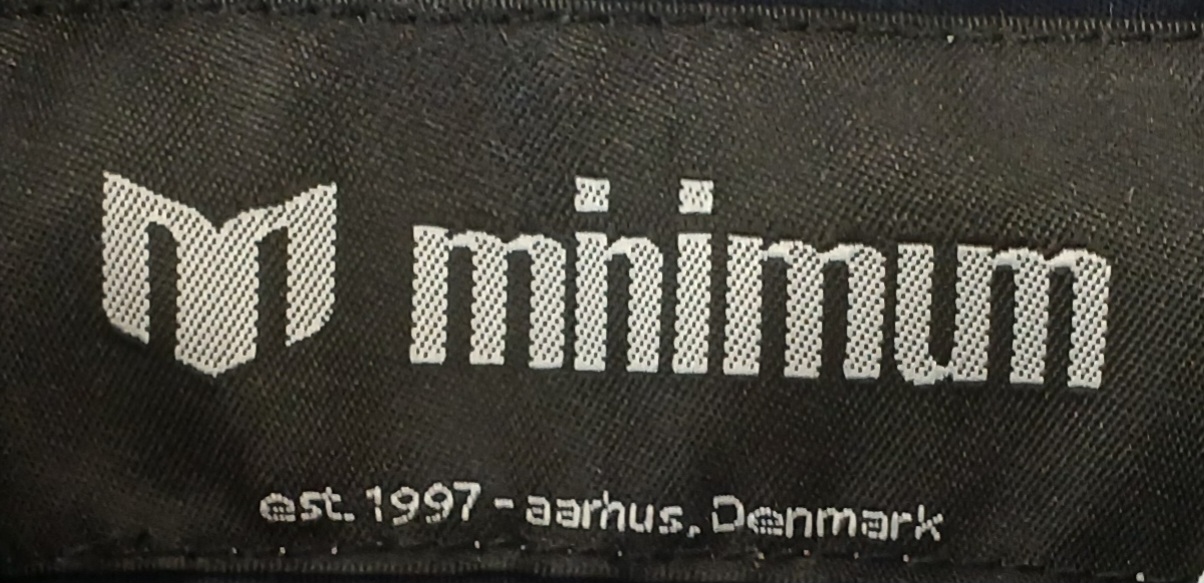 minimum
est. 1997 - aarhus, Denmark